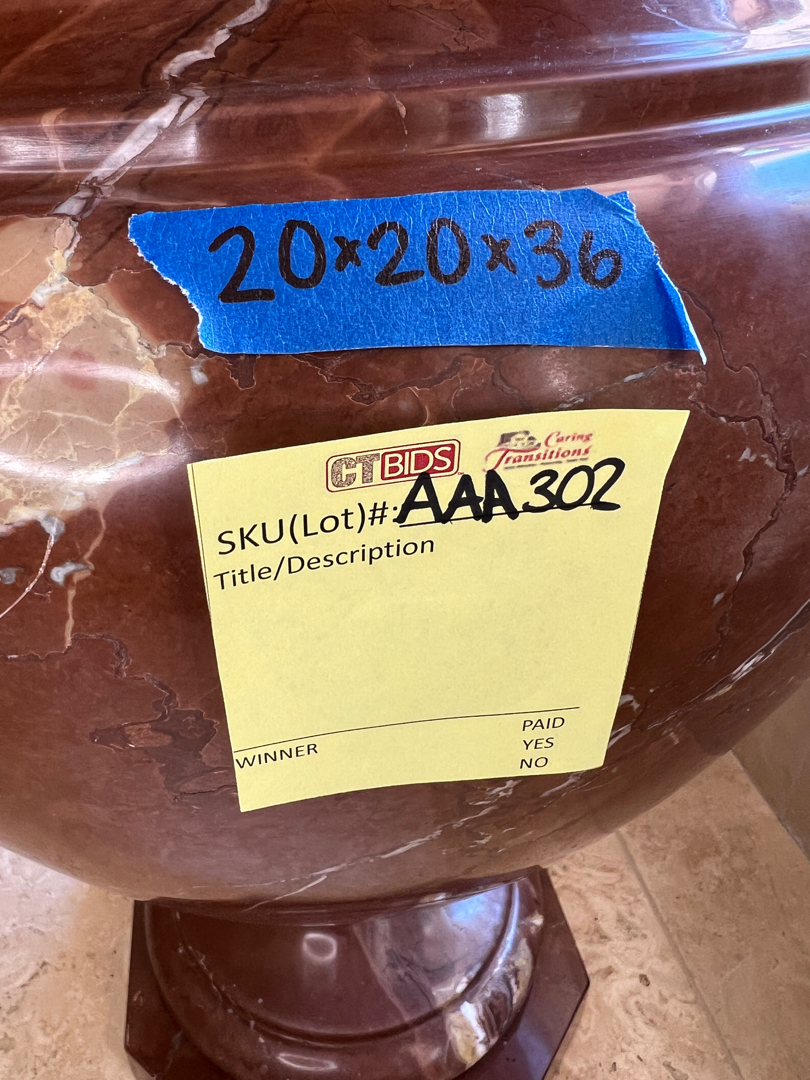 20x20x36
CTBIDS
Caring
Transitions
SKU(Lot)#: AAA302
Title/Description
PAID
WINNER YES
NO